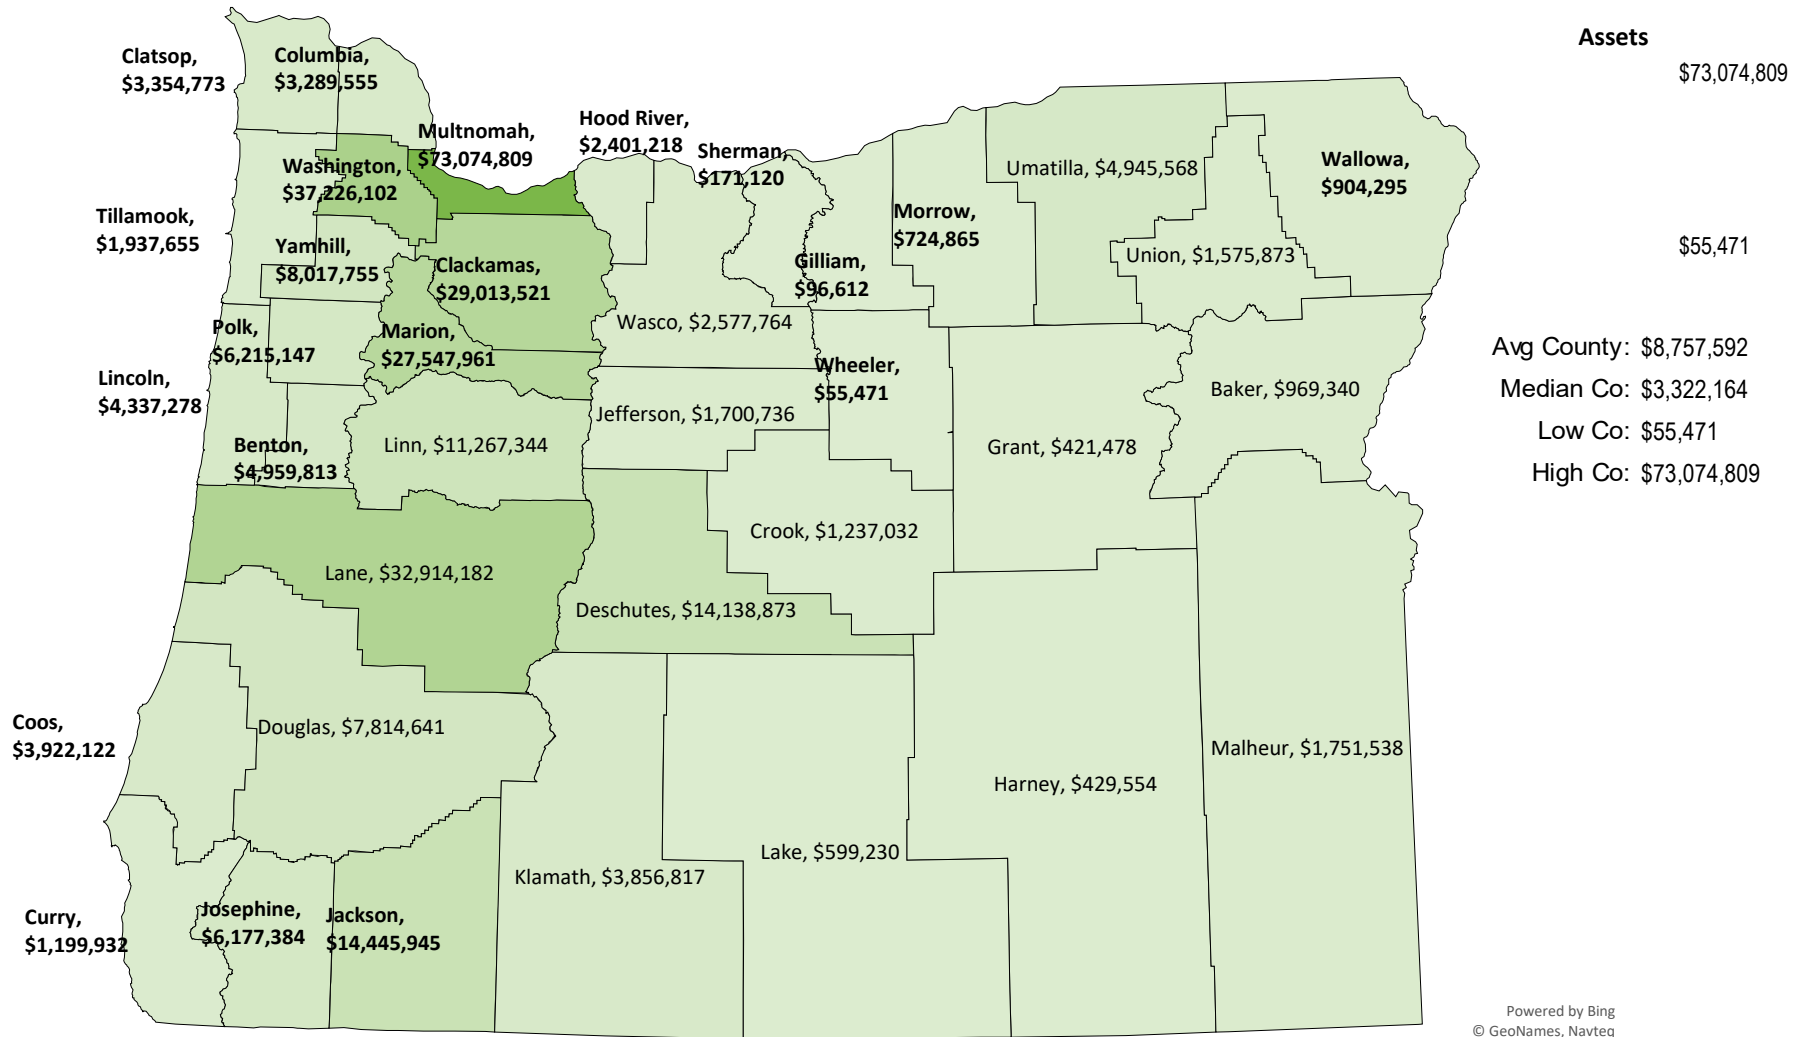 Clatsop,
$3,354,773
Columbia,
$3,289,555
Assets
$73,074,809
Multnomah,
$73,074,809
Hood River,
$2,401,218
Sherman,
$171,120
Washington,
$37,226,102
Umatilla, $4,945,568
Wallowa,
$904,295
Tillamook,
$1,937,655
Morrow,
$724,865
Yamhill,
$8,017,755
Union, $1,575,873
$55,471
Clackamas,
$29,013,521
Gilliam,
$96,612
Wasco, $2,577,764
Polk,
$6,215,147
Marion,
$27,547,961
Avg County: $8,757,592
Lincoln,
$4,337,278
Wheeler,
$55,471
Baker, $969,340
Median Co: $3,322,164
Jefferson, $1,700,736
Low Co: $55,471
Benton,
$4,959,813
Linn, $11,267,344
Grant, $421,478
High Co: $73,074,809
Crook, $1,237,032
Lane, $32,914,182
Deschutes, $14,138,873
Coos,
$3,922,122
Douglas, $7,814,641
Malheur, $1,751,538
Harney, $429,554
Lake, $599,230
Klamath, $3,856,817
Curry,
$1,199,932
Josephine,
$6,177,384
Jackson,
$14,445,945
Powered by Bing
© GeoNames, Navteq